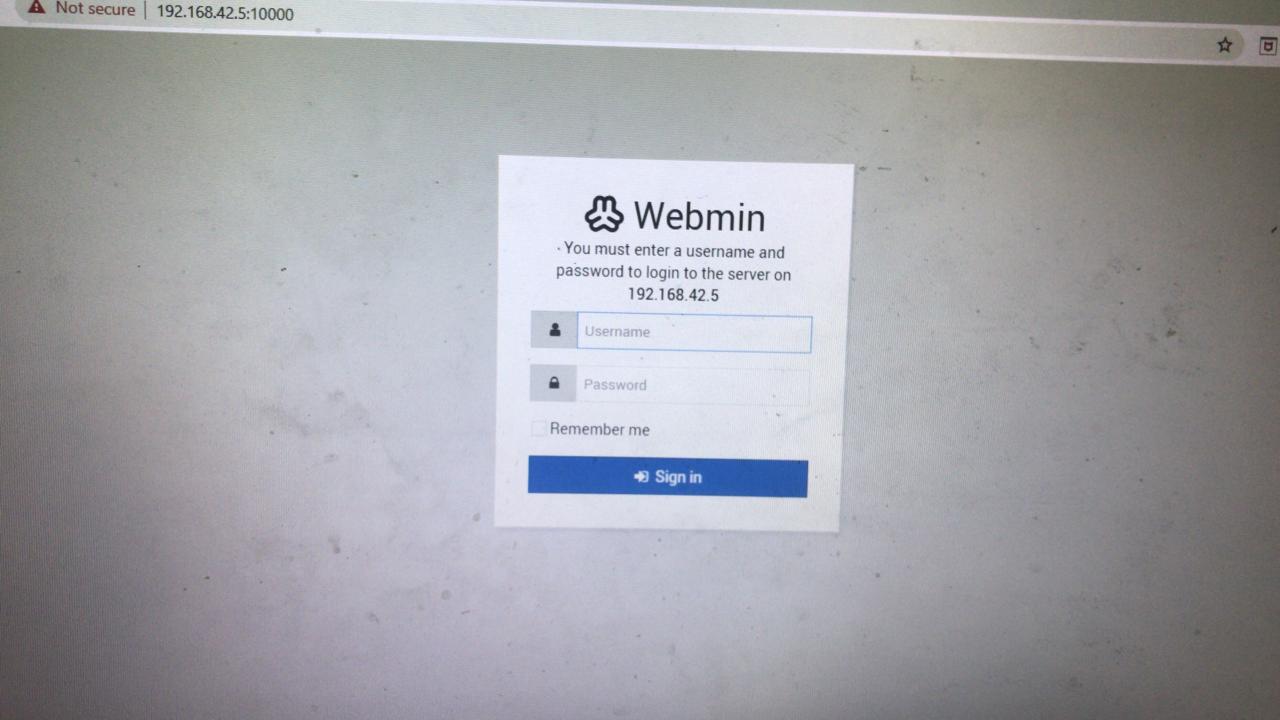 Not secure | 192.168.42.5:10000
Webmin
You must enter a username and
password to login to the server on
192.168.42.5
Username
Password
Remember me
Sign in